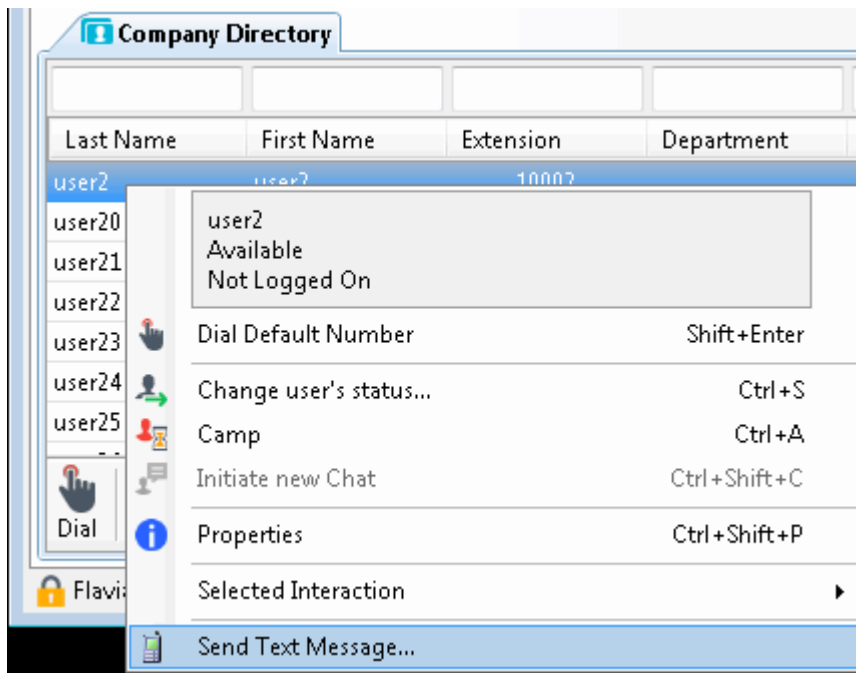 Company Directory
Last Name First Name Extension Department
user2 user2 10002
user20
user21
user22
user23
user24
user25
user2
Available
Not Logged On
Dial Default Number Shift+Enter
Change user's status... Ctrl+S
Camp Ctrl+A
Initiate new Chat Ctrl+Shift+C
Properties Ctrl+Shift+P
Selected Interaction
Send Text Message...
Dial